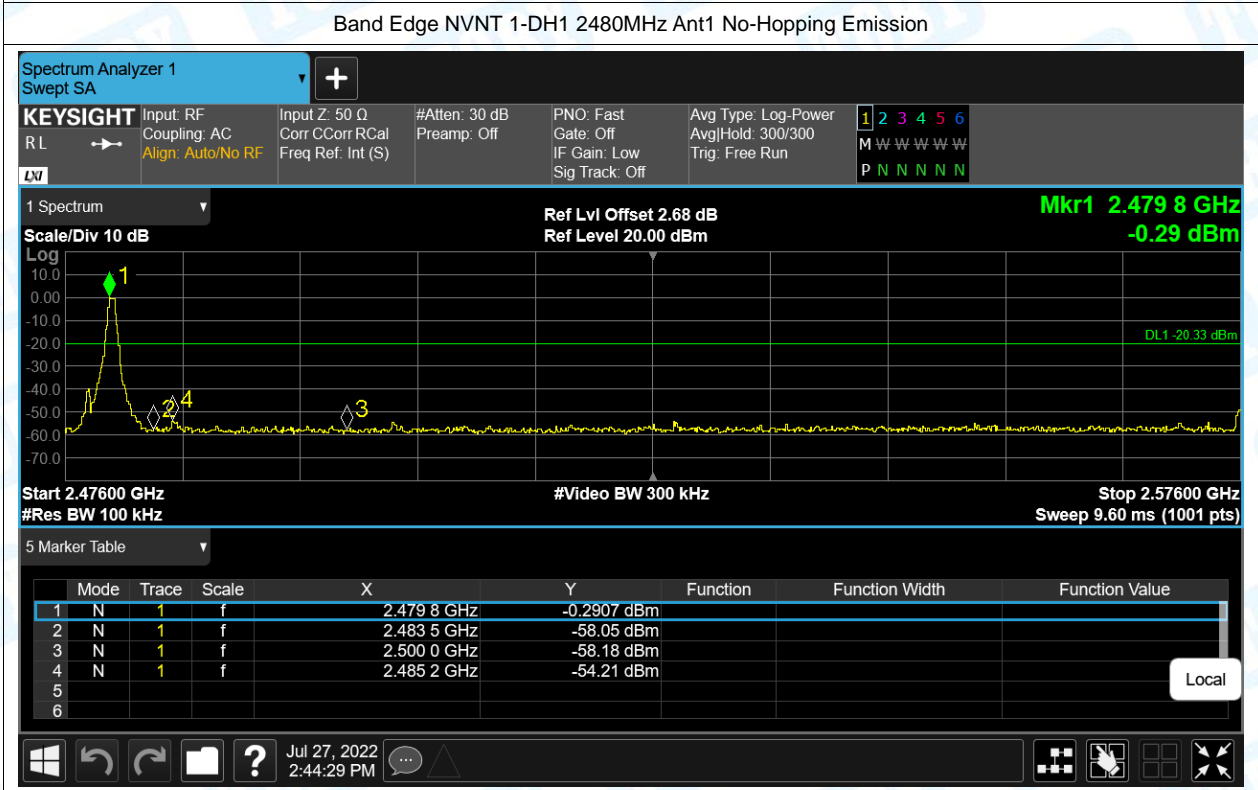 Band Edge NVNT 1-DH1 2480MHz Ant1 No-Hopping Emission
Spectrum Analyzer 1
Swept SA
+
KEYSIGHT
RL
LXI
Input: RF
Coupling: AC
Align: Auto/No RF
Input Z: 50 Ω
Corr CCorr RCal
Freq Ref: Int (S)
#Atten: 30 dB
Preamp: Off
PNO: Fast
Gate: Off
IF Gain: Low
Sig Track: Off
Avg Type: Log-Power
Avg|Hold: 300/300
Trig: Free Run
1 2 3 4 5 6
M W W W W W
P N N N N N
1 Spectrum
Scale/Div 10 dB
Ref Lvl Offset 2.68 dB
Ref Level 20.00 dBm
Mkr1 2.479 8 GHz
-0.29 dBm
Log
10.0
0.00
-10.0
-20.0
-30.0
-40.0
-50.0
-60.0
-70.0
1
2
4
3
DL1 -20.33 dBm
Start 2.47600 GHz
#Video BW 300 kHz
Stop 2.57600 GHz
#Res BW 100 kHz
Sweep 9.60 ms (1001 pts)
5 Marker Table
Mode Trace Scale X Y Function Function Width Function Value
1 N 1 f 2.479 8 GHz -0.2907 dBm
2 N 1 f 2.483 5 GHz -58.05 dBm
3 N 1 f 2.500 0 GHz -58.18 dBm
4 N 1 f 2.485 2 GHz -54.21 dBm
5
6
Local
?
Jul 27, 2022
2:44:29 PM